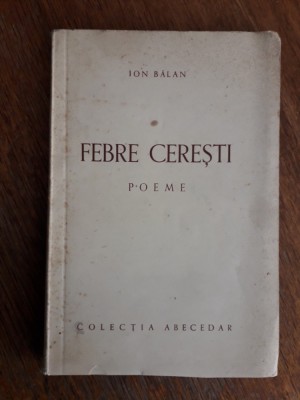 ION BĂLAN
FEBRE CEREȘTI
POEME
COLECȚIA ABECEDAR